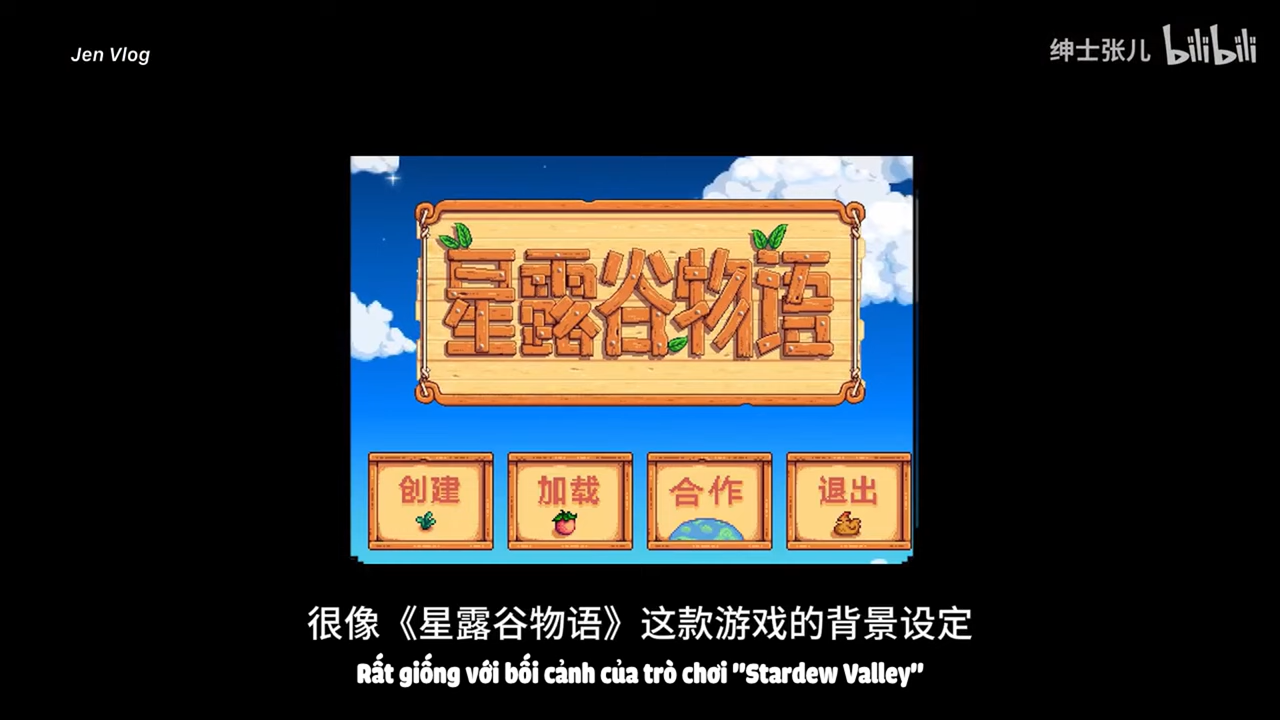 Jen Vlog
绅士张儿 bilibili
星露谷物语
创建 加载 合作 退出
很像《星露谷物语》这款游戏的背景设定
Rất giống với bối cảnh của trò chơi "Stardew Valley"